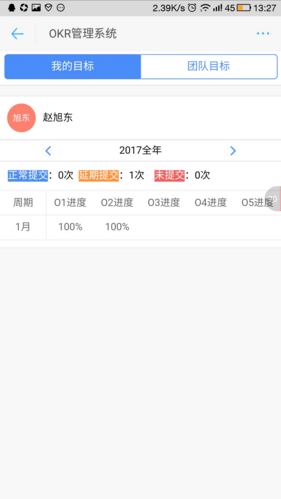 2.39K/s 45 13:27
OKR管理系统
我的目标 团队目标
旭东 赵旭东
2017全年
正常提交：0次 延期提交：1次 未提交：0次
周期 O1进度 O2进度 O3进度 O4进度 O5进度
1月 100% 100%